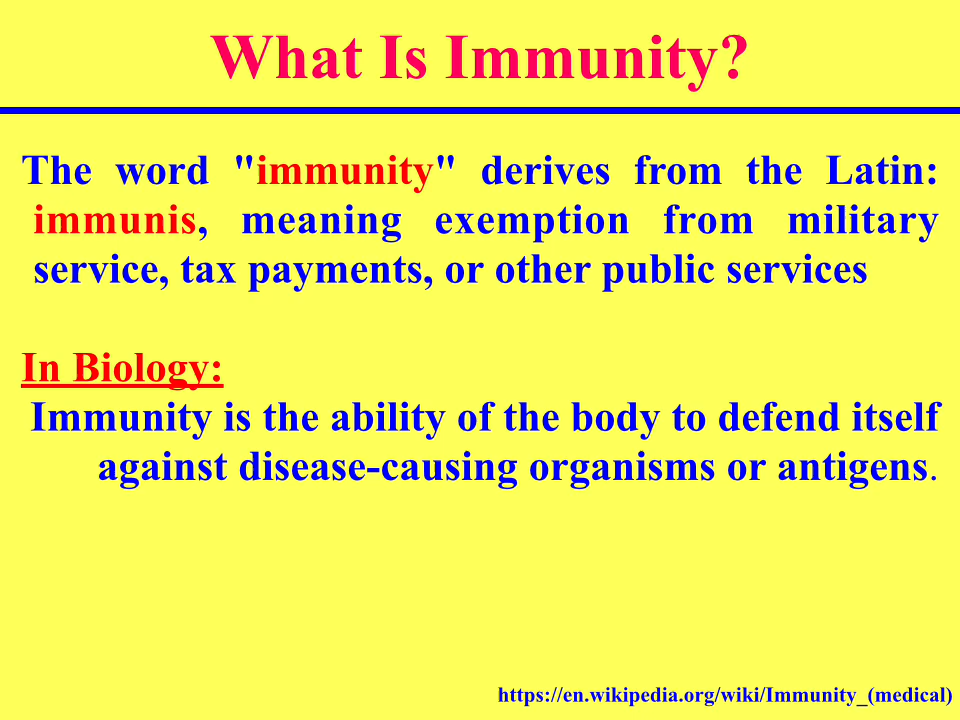 What Is Immunity?
The word "immunity" derives from the Latin:
immunis, meaning exemption from military
service, tax payments, or other public services
In Biology:
Immunity is the ability of the body to defend itself
against disease-causing organisms or antigens.
https://en.wikipedia.org/wiki/Immunity_(medical)